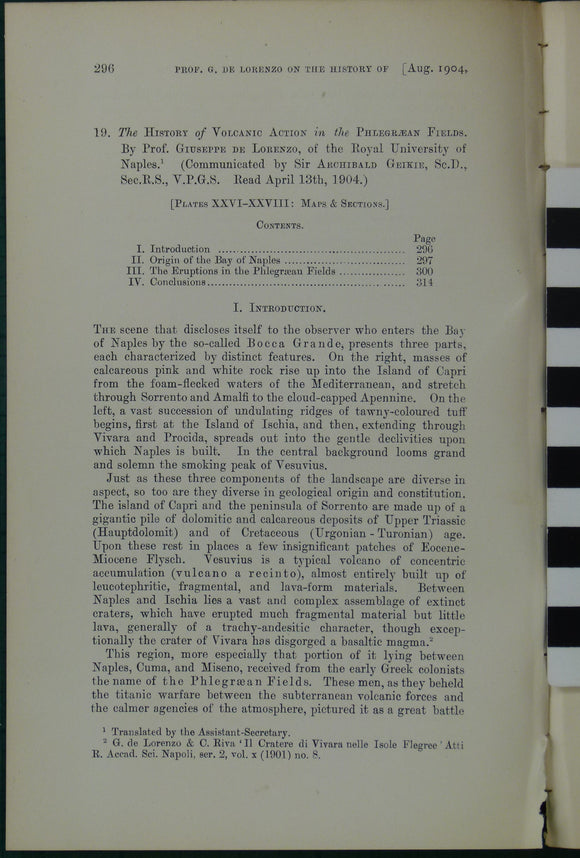 296 PROF. G. DE LORENZO ON THE HISTORY OF [Aug. 1904,
19. The HISTORY of VOLCANIC ACTION in the PHLEGRÆAN FIELDS.
By Prof. GIUSEPPE DE LORENZO, of the Royal University of
Naples.¹ (Communicated by Sir ARCHIBALD GEIKIE, Sc.D.,
Sec.R.S., V.P.G.S. Read April 13th, 1904.)
[PLATES XXVI–XXVIII: MAPS & SECTIONS.]
CONTENTS.
Page
I. Introduction ............................................. 296
II. Origin of the Bay of Naples ................................. 297
III. The Eruptions in the Phlegræan Fields ................. 300
IV. Conclusions................................................ 314
I. INTRODUCTION.
THE scene that discloses itself to the observer who enters the Bay
of Naples by the so-called Bocca Grande, presents three parts,
each characterized by distinct features. On the right, masses of
calcareous pink and white rock rise up into the Island of Capri
from the foam-flecked waters of the Mediterranean, and stretch
through Sorrento and Amalfi to the cloud-capped Apennine. On the
left, a vast succession of undulating ridges of tawny-coloured tuff
begins, first at the Island of Ischia, and then, extending through
Vivara and Procida, spreads out into the gentle declivities upon
which Naples is built. In the central background looms grand
and solemn the smoking peak of Vesuvius.
Just as these three components of the landscape are diverse in
aspect, so too are they diverse in geological origin and constitution.
The island of Capri and the peninsula of Sorrento are made up of a
gigantic pile of dolomitic and calcareous deposits of Upper Triassic
(Hauptdolomit) and of Cretaceous (Urgonian - Turonian) age.
Upon these rest in places a few insignificant patches of Eocene-
Miocene Flysch. Vesuvius is a typical volcano of concentric
accumulation (vulcano a recinto), almost entirely built up of
leucotephritic, fragmental, and lava-form materials. Between
Naples and Ischia lies a vast and complex assemblage of extinct
craters, which have erupted much fragmental material but little
lava, generally of a trachy-andesitic character, though excep-
tionally the crater of Vivara has disgorged a basaltic magma.²
This region, more especially that portion of it lying between
Naples, Cuma, and Miseno, received from the early Greek colonists
the name of the Phlegræan Fields. These men, as they beheld
the titanic warfare between the subterranean volcanic forces and
the calmer agencies of the atmosphere, pictured it as a great battle
¹ Translated by the Assistant-Secretary.
² G. de Lorenzo & C. Riva ‘Il Cratere di Vivara nelle Isole Flegree’ Atti
R. Accad. Sci. Napoli, ser. 2, vol. x (1901) no. 8.